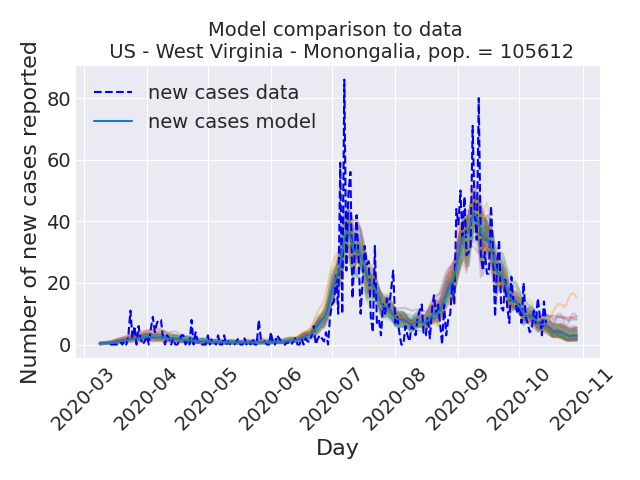 Model comparison to data
US - West Virginia - Monongalia, pop. = 105612
Number of new cases reported
80
60
40
20
0
new cases data
new cases model
2020-03
2020-04
2020-05
2020-06
2020-07
2020-08
2020-09
2020-10
2020-11
Day